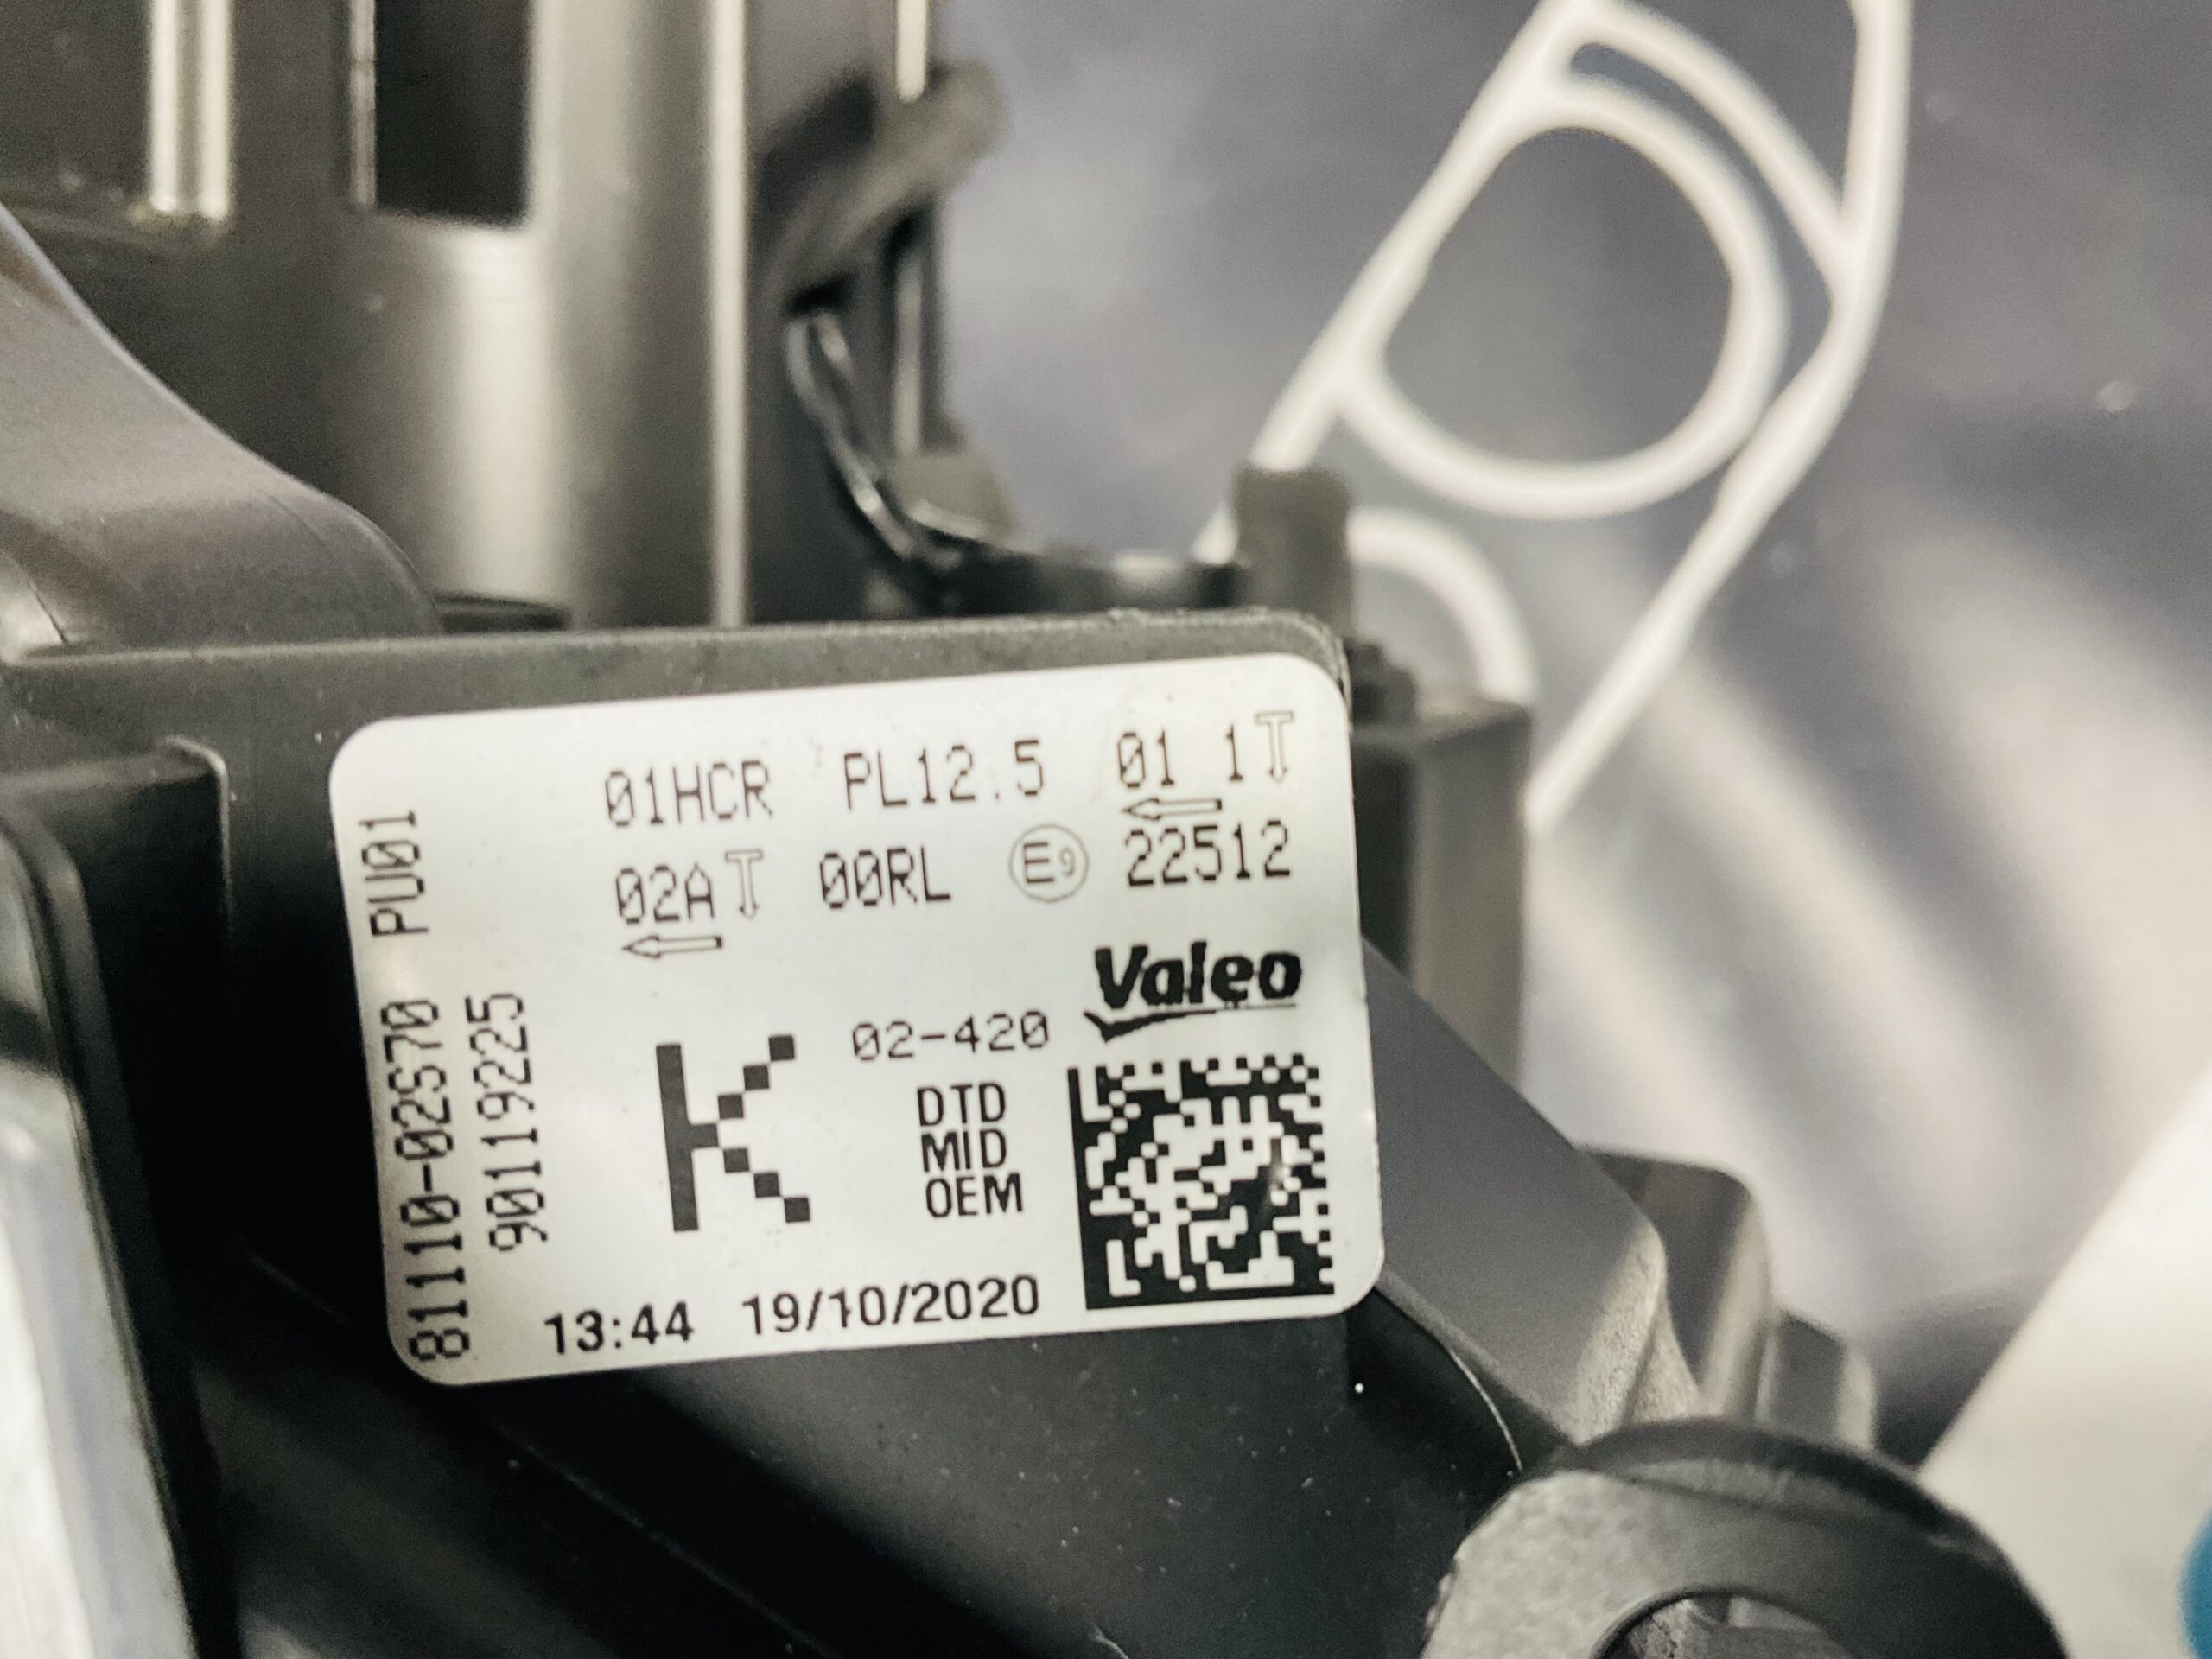 01HCR PL12.5 01 1
02A 00RL E9 22512
Valeo
02-420
K
DTD
MID
OEM
13:44 19/10/2020
81110-02S70 PU01
90119225